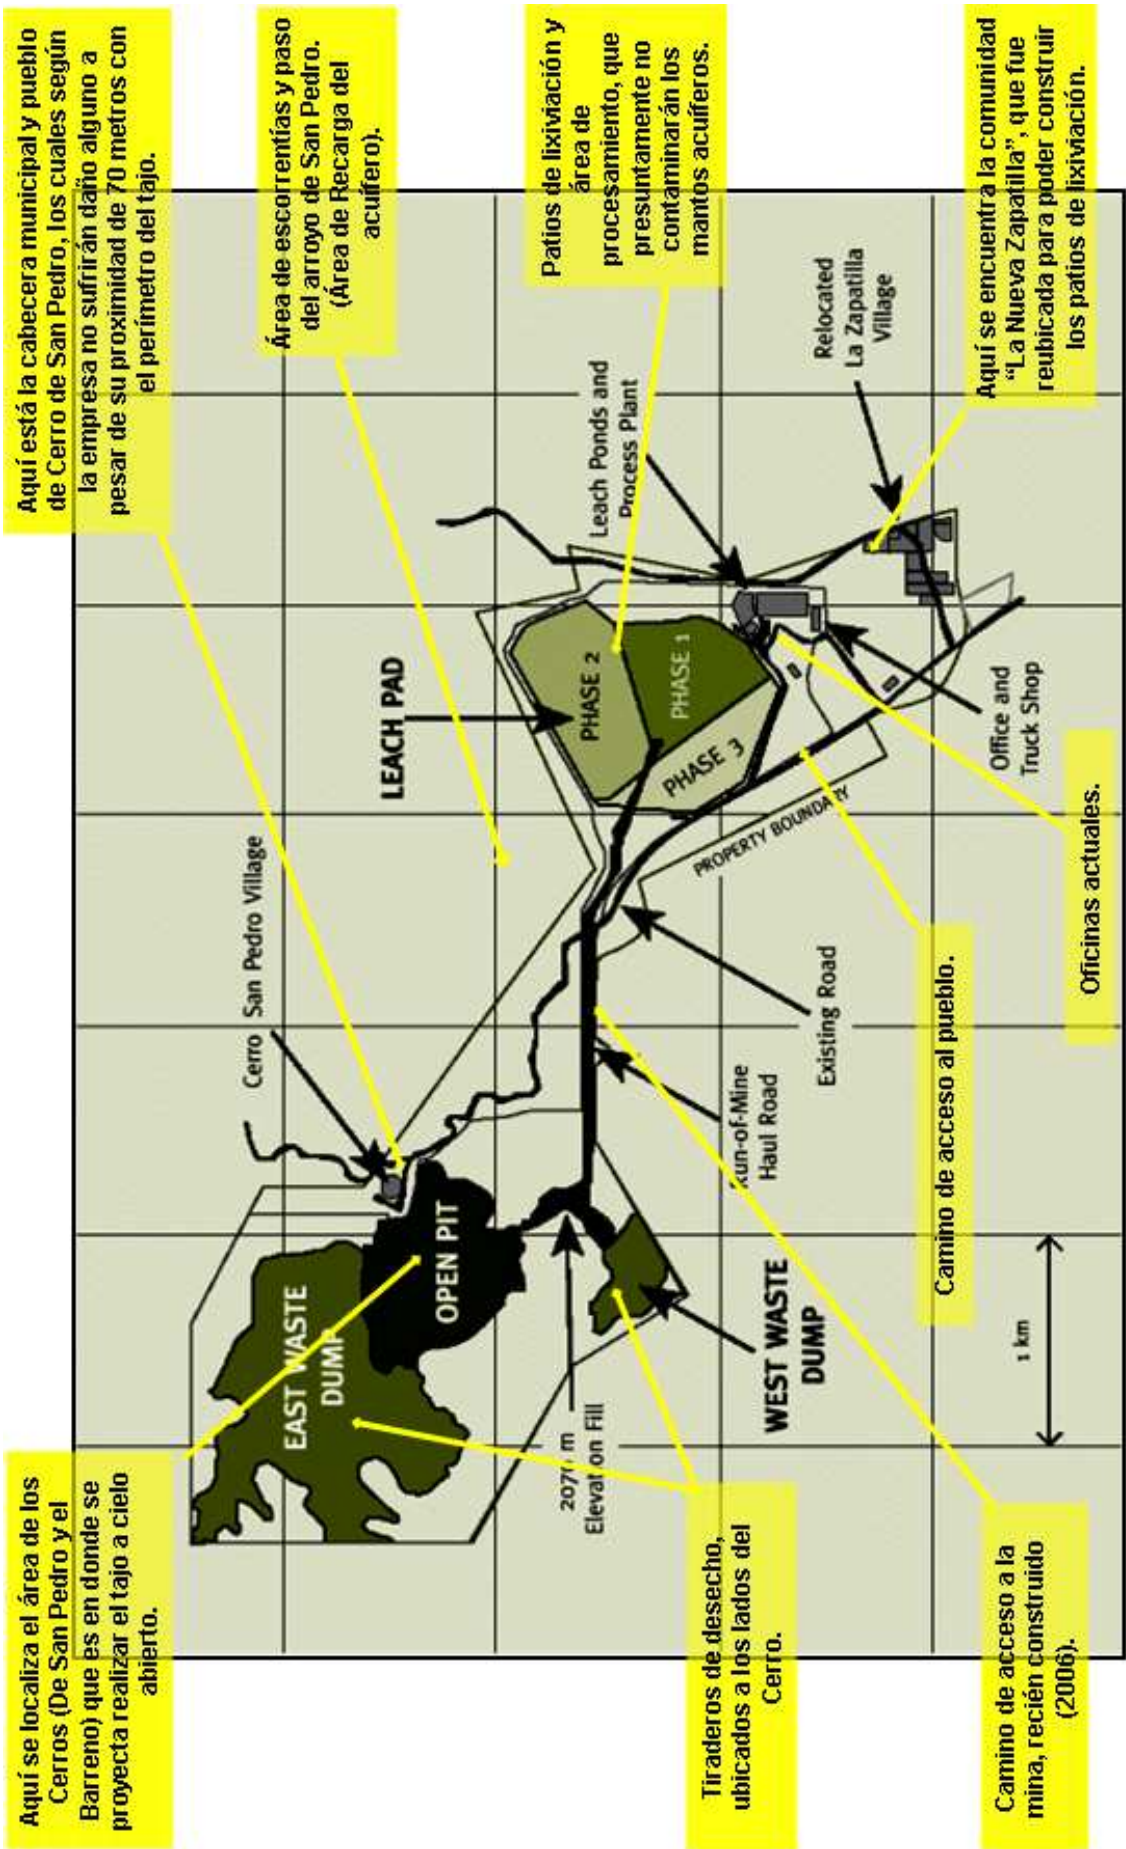 Aquí se localiza el área de los
Cerros (De San Pedro y el
Barreno) que es en donde se
proyecta realizar el tajo a cielo
abierto.
Aquí está la cabecera municipal y pueblo
de Cerro de San Pedro, los cuales según
la empresa no sufrirán daño alguno a
pesar de su proximidad de 70 metros con
el perímetro del tajo.
Área de escorrentías y paso
del arroyo de San Pedro.
(Área de Recarga del
acuífero).
Cerro San Pedro Village
EAST WASTE
DUMP
OPEN PIT
LEACH PAD
Patios de lixiviación y
área de
procesamiento, que
presuntamente no
contaminarán los
mantos acuíferos.
2070 m
Elevation Fill
PHASE 2
PHASE 1
PHASE 3
Leach Ponds and
Process Plant
Tiraderos de desecho,
ubicados a los lados del
Cerro.
WEST WASTE
DUMP
Run-of-Mine
Haul Road
Existing Road
PROPERTY BOUNDARY
Relocated
La Zapatilla
Village
Office and
Truck Shop
1 km
Camino de acceso a la
mina, recién construido
(2006).
Camino de acceso al pueblo.
Oficinas actuales.
Aquí se encuentra la comunidad
“La Nueva Zapatilla”, que fue
reubicada para poder construir
los patios de lixiviación.